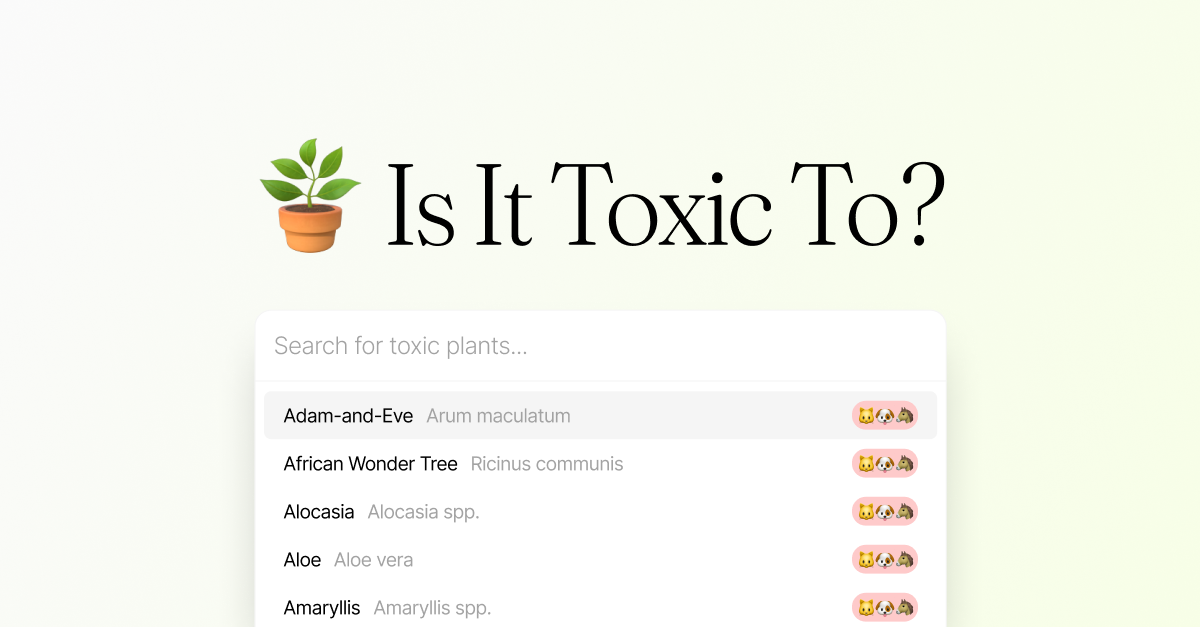 Is It Toxic To?
Search for toxic plants...
Adam-and-Eve Arum maculatum
African Wonder Tree Ricinus communis
Alocasia Alocasia spp.
Aloe Aloe vera
Amaryllis Amaryllis spp.